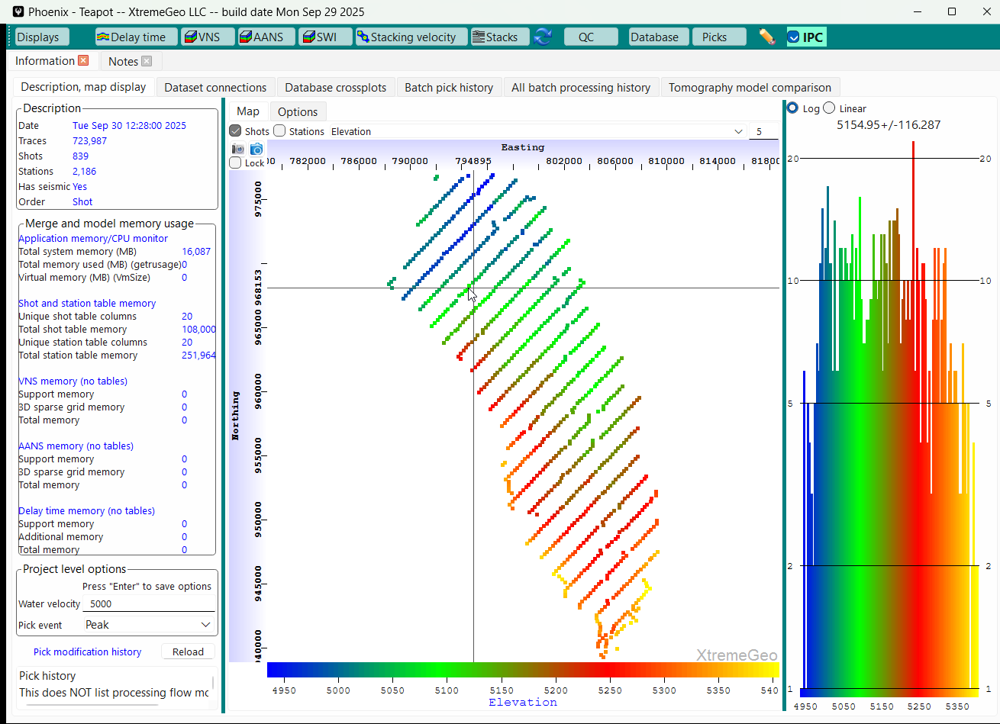 Phoenix - Teapot -- XtremeGeo LLC -- build date Mon Sep 29 2025
Displays Delay time VNS AANS SWI Stacking velocity Stacks QC Database Picks IPC
Information Notes
Description, map display Dataset connections Database crossplots Batch pick history All batch processing history Tomography model comparison
Description
Date Tue Sep 30 12:28:00 2025
Traces 723,987
Shots 839
Stations 2,186
Has seismic Yes
Order Shot
Merge and model memory usage
Application memory/CPU monitor
Total system memory (MB) 16,087
Total memory used (MB) (getrusage) 0
Virtual memory (MB) (VmSize) 0
Shot and station table memory
Unique shot table columns 20
Total shot table memory 108,000
Unique station table columns 20
Total station table memory 251,964
VNS memory (no tables)
Support memory 0
3D sparse grid memory 0
Total memory 0
AANS memory (no tables)
Support memory 0
3D sparse grid memory 0
Total memory 0
Delay time memory (no tables)
Support memory 0
Additional memory 0
Total memory 0
Project level options
Press "Enter" to save options
Water velocity 5000
Pick event Peak
Pick modification history Reload
Pick history
This does NOT list processing flow mc
Map Options
Shots Stations Elevation 5
Lock
Easting
00 782000 786000 790000 794895 802000 806000 810000 814000 81800
Northing
975000
968153
965000
960000
955000
950000
945000
940000
XtremeGeo
4950 5000 5050 5100 5150 5200 5250 5300 5350 540
Elevation
Log Linear
5154.95+/-116.287
20 20
10 10
5 5
2 2
1 1
4950 5050 5150 5250 5350